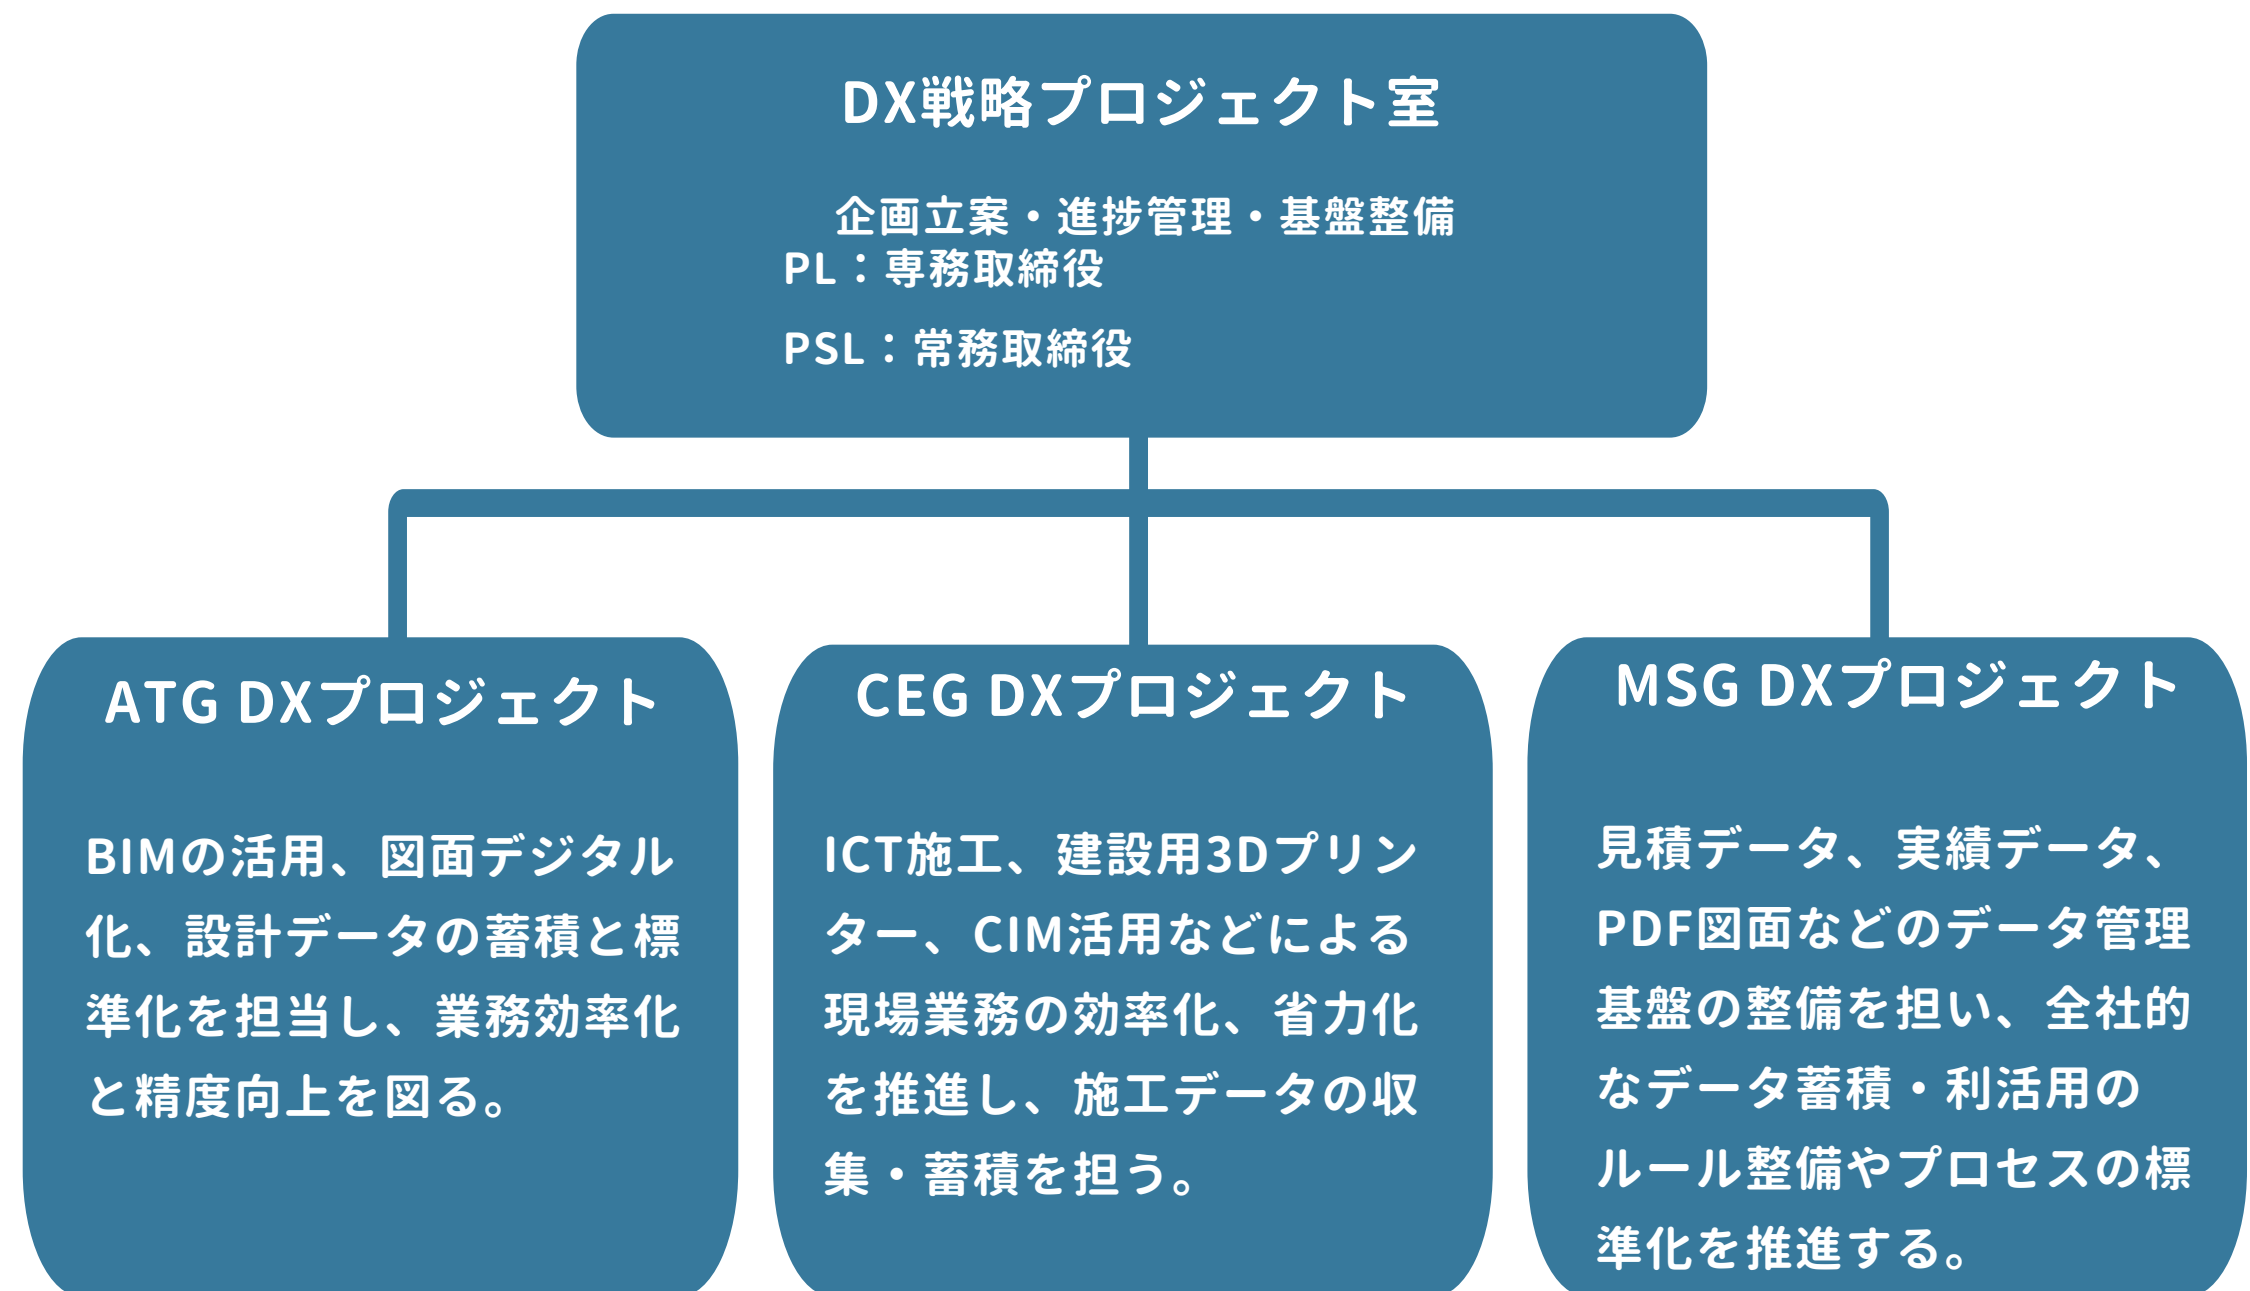 DX戦略プロジェクト室
企画立案・進捗管理・基盤整備
PL：専務取締役
PSL：常務取締役
ATG DXプロジェクト
BIMの活用、図面デジタル
化、設計データの蓄積と標
準化を担当し、業務効率化
と精度向上を図る。
CEG DXプロジェクト
ICT施工、建設用3Dプリン
ター、CIM活用などによる
現場業務の効率化、省力化
を推進し、施工データの収
集・蓄積を担う。
MSG DXプロジェクト
見積データ、実績データ、
PDF図面などのデータ管理
基盤の整備を担い、全社的
なデータ蓄積・利活用の
ルール整備やプロセスの標
準化を推進する。